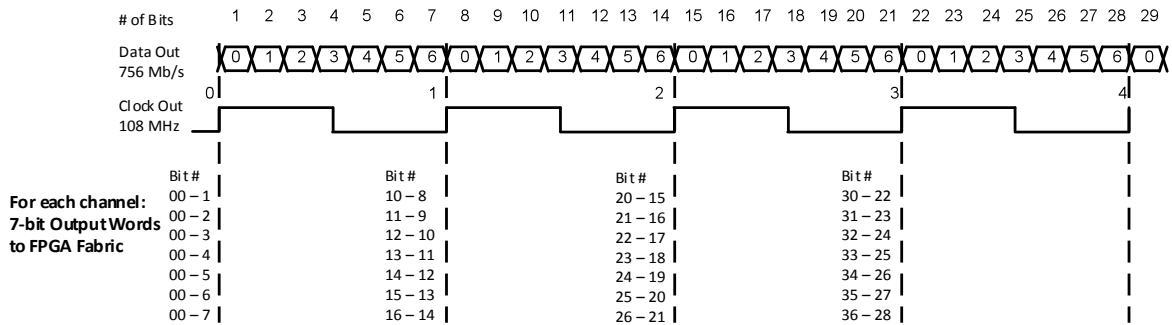 # of Bits 1 2 3 4 5 6 7 8 9 10 11 12 13 14 15 16 17 18 19 20 21 22 23 24 25 26 27 28 29
Data Out 0 1 2 3 4 5 6 0 1 2 3 4 5 6 0 1 2 3 4 5 6 0 1 2 3 4 5 6 0
756 Mb/s
0 1 2 3 4
Clock Out
108 MHz
For each channel:
7-bit Output Words
to FPGA Fabric
Bit #
00 – 1
00 – 2
00 – 3
00 – 4
00 – 5
00 – 6
00 – 7
Bit #
10 – 8
11 – 9
12 – 10
13 – 11
14 – 12
15 – 13
16 – 14
Bit #
20 – 15
21 – 16
22 – 17
23 – 18
24 – 19
25 – 20
26 – 21
Bit #
30 – 22
31 – 23
32 – 24
33 – 25
34 – 26
35 – 27
36 – 28